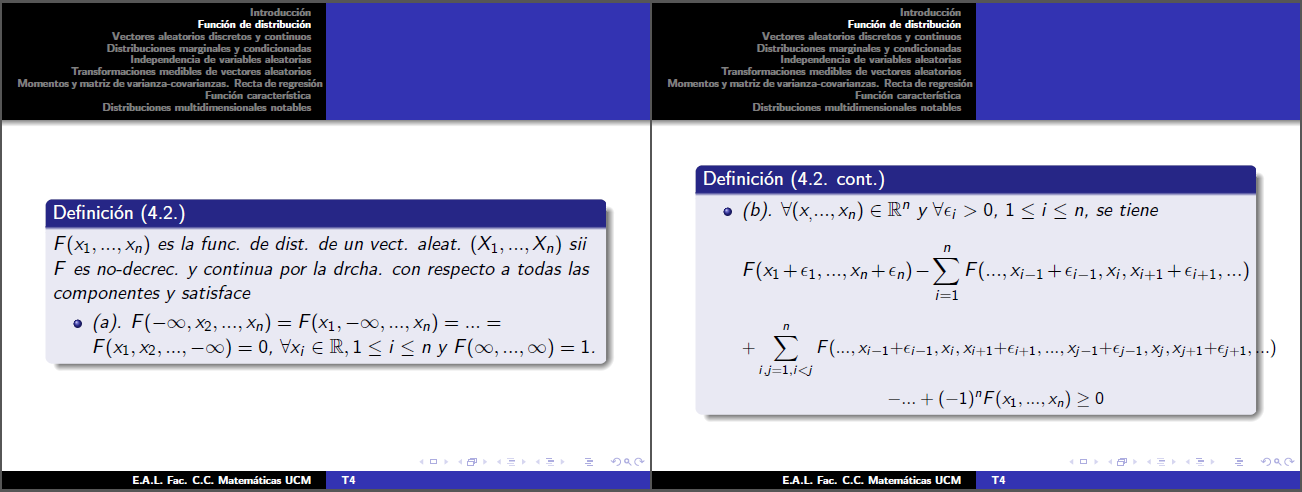 Introducción
Función de distribución
Vectores aleatorios discretos y continuos
Distribuciones marginales y condicionadas
Independencia de variables aleatorias
Transformaciones medibles de vectores aleatorios
Momentos y matriz de varianza-covarianzas. Recta de regresión
Función característica
Distribuciones multidimensionales notables
Definición (4.2.)
F(x₁, ..., xₙ) es la func. de dist. de un vect. aleat. (X₁, ..., Xₙ) sii
F es no-decrec. y continua por la drcha. con respecto a todas las
componentes y satisface
(a). F(−∞, x₂, ..., xₙ) = F(x₁, −∞, ..., xₙ) = ... =
F(x₁, x₂, ..., −∞) = 0, ∀xᵢ ∈ ℝ, 1 ≤ i ≤ n y F(∞, ..., ∞) = 1.
E.A.L. Fac. C.C. Matemáticas UCM T4
Introducción
Función de distribución
Vectores aleatorios discretos y continuos
Distribuciones marginales y condicionadas
Independencia de variables aleatorias
Transformaciones medibles de vectores aleatorios
Momentos y matriz de varianza-covarianzas. Recta de regresión
Función característica
Distribuciones multidimensionales notables
Definición (4.2. cont.)
(b). ∀(x,..., xₙ) ∈ ℝⁿ y ∀ϵᵢ > 0, 1 ≤ i ≤ n, se tiene
F(x₁+ϵ₁, ..., xₙ+ϵₙ) − ∑ⁿᵢ₌₁ F(..., xᵢ₋₁+ϵᵢ₋₁, xᵢ, xᵢ₊₁+ϵᵢ₊₁, ...)
+ ∑ⁿ_{i,j=1,i<j} F(..., xᵢ₋₁+ϵᵢ₋₁, xᵢ, xᵢ₊₁+ϵᵢ₊₁, ..., xⱼ₋₁+ϵⱼ₋₁, xⱼ, xⱼ₊₁+ϵⱼ₊₁, ...)
−... + (−1)ⁿF(x₁, ..., xₙ) ≥ 0
E.A.L. Fac. C.C. Matemáticas UCM T4